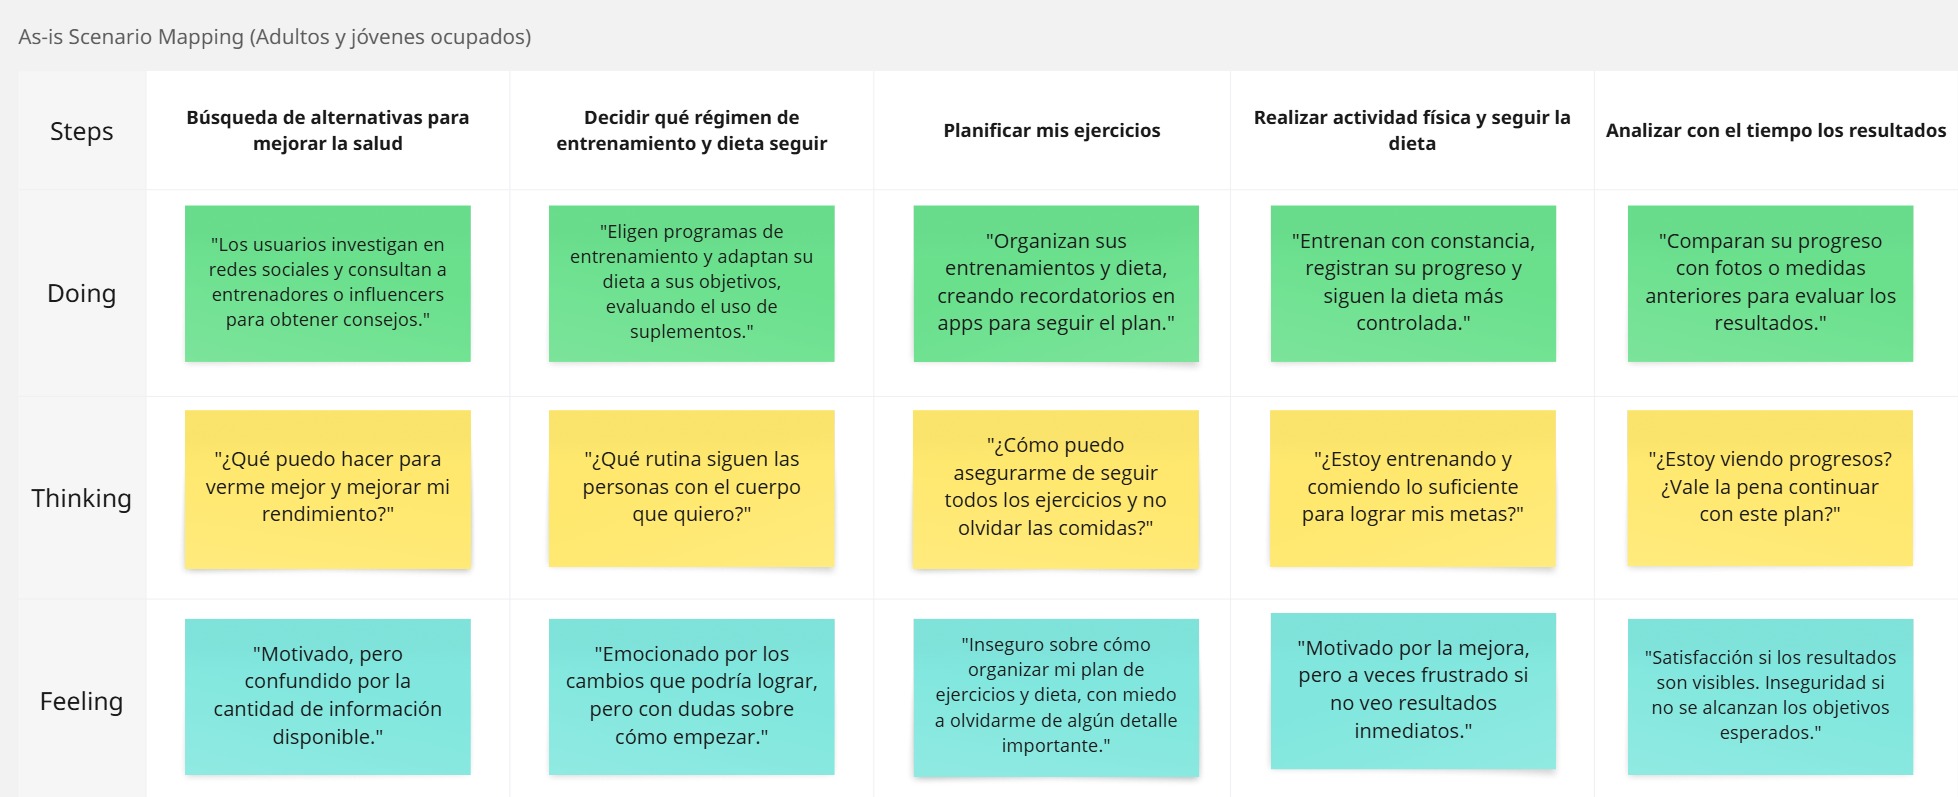 As-is Scenario Mapping (Adultos y jóvenes ocupados)
Steps
Búsqueda de alternativas para
mejorar la salud
Decidir qué régimen de
entrenamiento y dieta seguir
Planificar mis ejercicios
Realizar actividad física y seguir la
dieta
Analizar con el tiempo los resultados
Doing
"Los usuarios investigan en
redes sociales y consultan a
entrenadores o influencers
para obtener consejos."
"Eligen programas de
entrenamiento y adaptan su
dieta a sus objetivos,
evaluando el uso de
suplementos."
"Organizan sus
entrenamientos y dieta,
creando recordatorios en
apps para seguir el plan."
"Entrenan con constancia,
registran su progreso y
siguen la dieta más
controlada."
"Comparan su progreso
con fotos o medidas
anteriores para evaluar los
resultados."
Thinking
"¿Qué puedo hacer para
verme mejor y mejorar mi
rendimiento?"
"¿Qué rutina siguen las
personas con el cuerpo
que quiero?"
"¿Cómo puedo
asegurarme de seguir
todos los ejercicios y no
olvidar las comidas?"
"¿Estoy entrenando y
comiendo lo suficiente
para lograr mis metas?"
"¿Estoy viendo progresos?
¿Vale la pena continuar
con este plan?"
Feeling
"Motivado, pero
confundido por la
cantidad de información
disponible."
"Emocionado por los
cambios que podría lograr,
pero con dudas sobre
cómo empezar."
"Inseguro sobre cómo
organizar mi plan de
ejercicios y dieta, con miedo
a olvidarme de algún detalle
importante."
"Motivado por la mejora,
pero a veces frustrado si
no veo resultados
inmediatos."
"Satisfacción si los resultados
son visibles. Inseguridad si
no se alcanzan los objetivos
esperados."